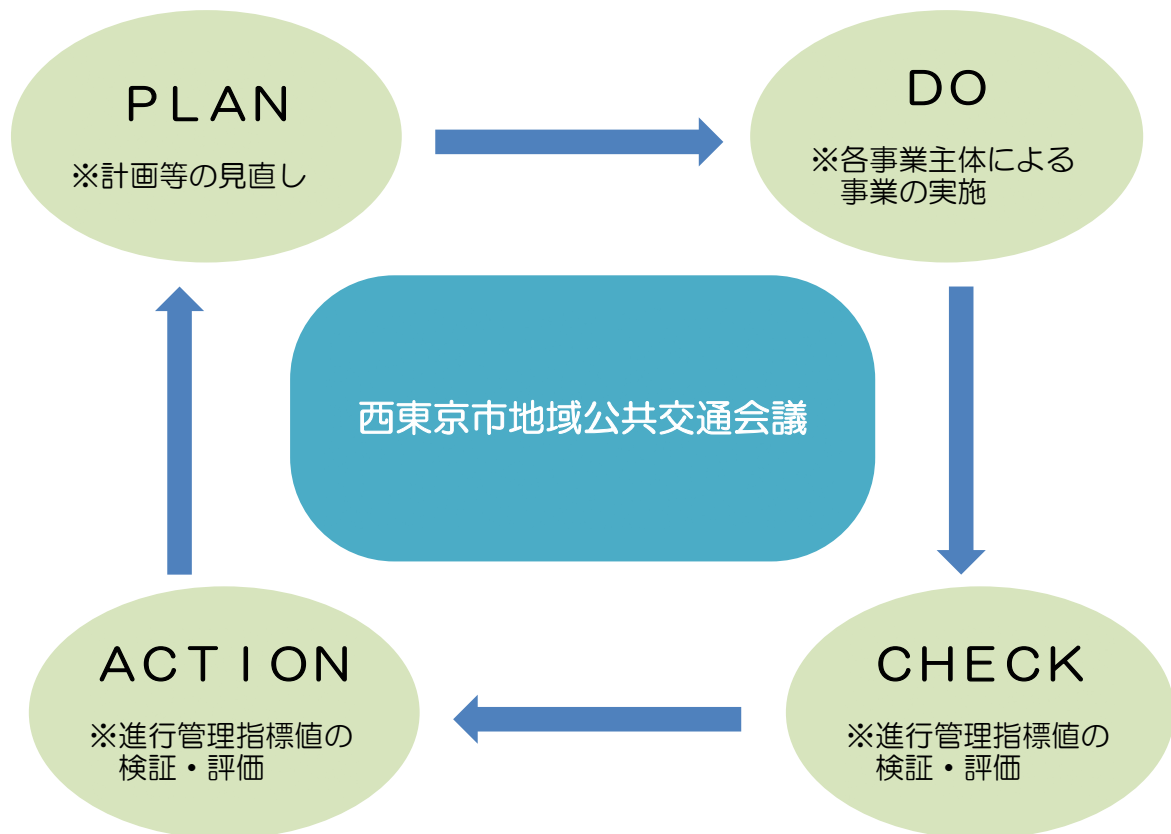 PLAN
※計画等の見直し
DO
※各事業主体による
事業の実施
西東京市地域公共交通会議
ACTION
※進行管理指標値の
検証・評価
CHECK
※進行管理指標値の
検証・評価